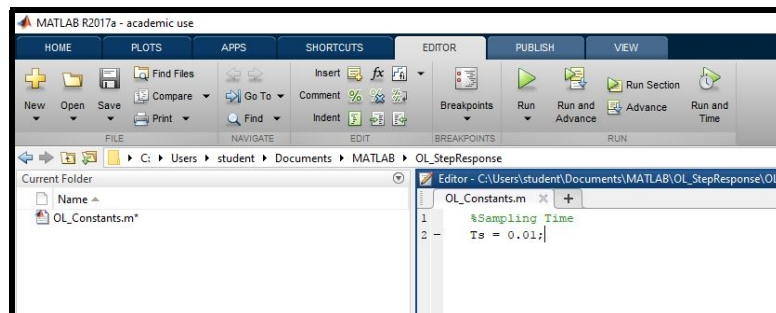 MATLAB R2017a - academic use
HOME PLOTS APPS SHORTCUTS EDITOR PUBLISH VIEW
New Open Save Find Files Compare Print Go To Find Insert fx Comment Indent Breakpoints Run Run and Advance Run Section Advance Run and Time
FILE NAVIGATE EDIT BREAKPOINTS RUN
C: Users student Documents MATLAB OL_StepResponse
Current Folder
Name
OL_Constants.m*
Editor - C:\Users\student\Documents\MATLAB\OL_StepResponse\OL
OL_Constants.m
1 %Sampling Time
2 - Ts = 0.01;